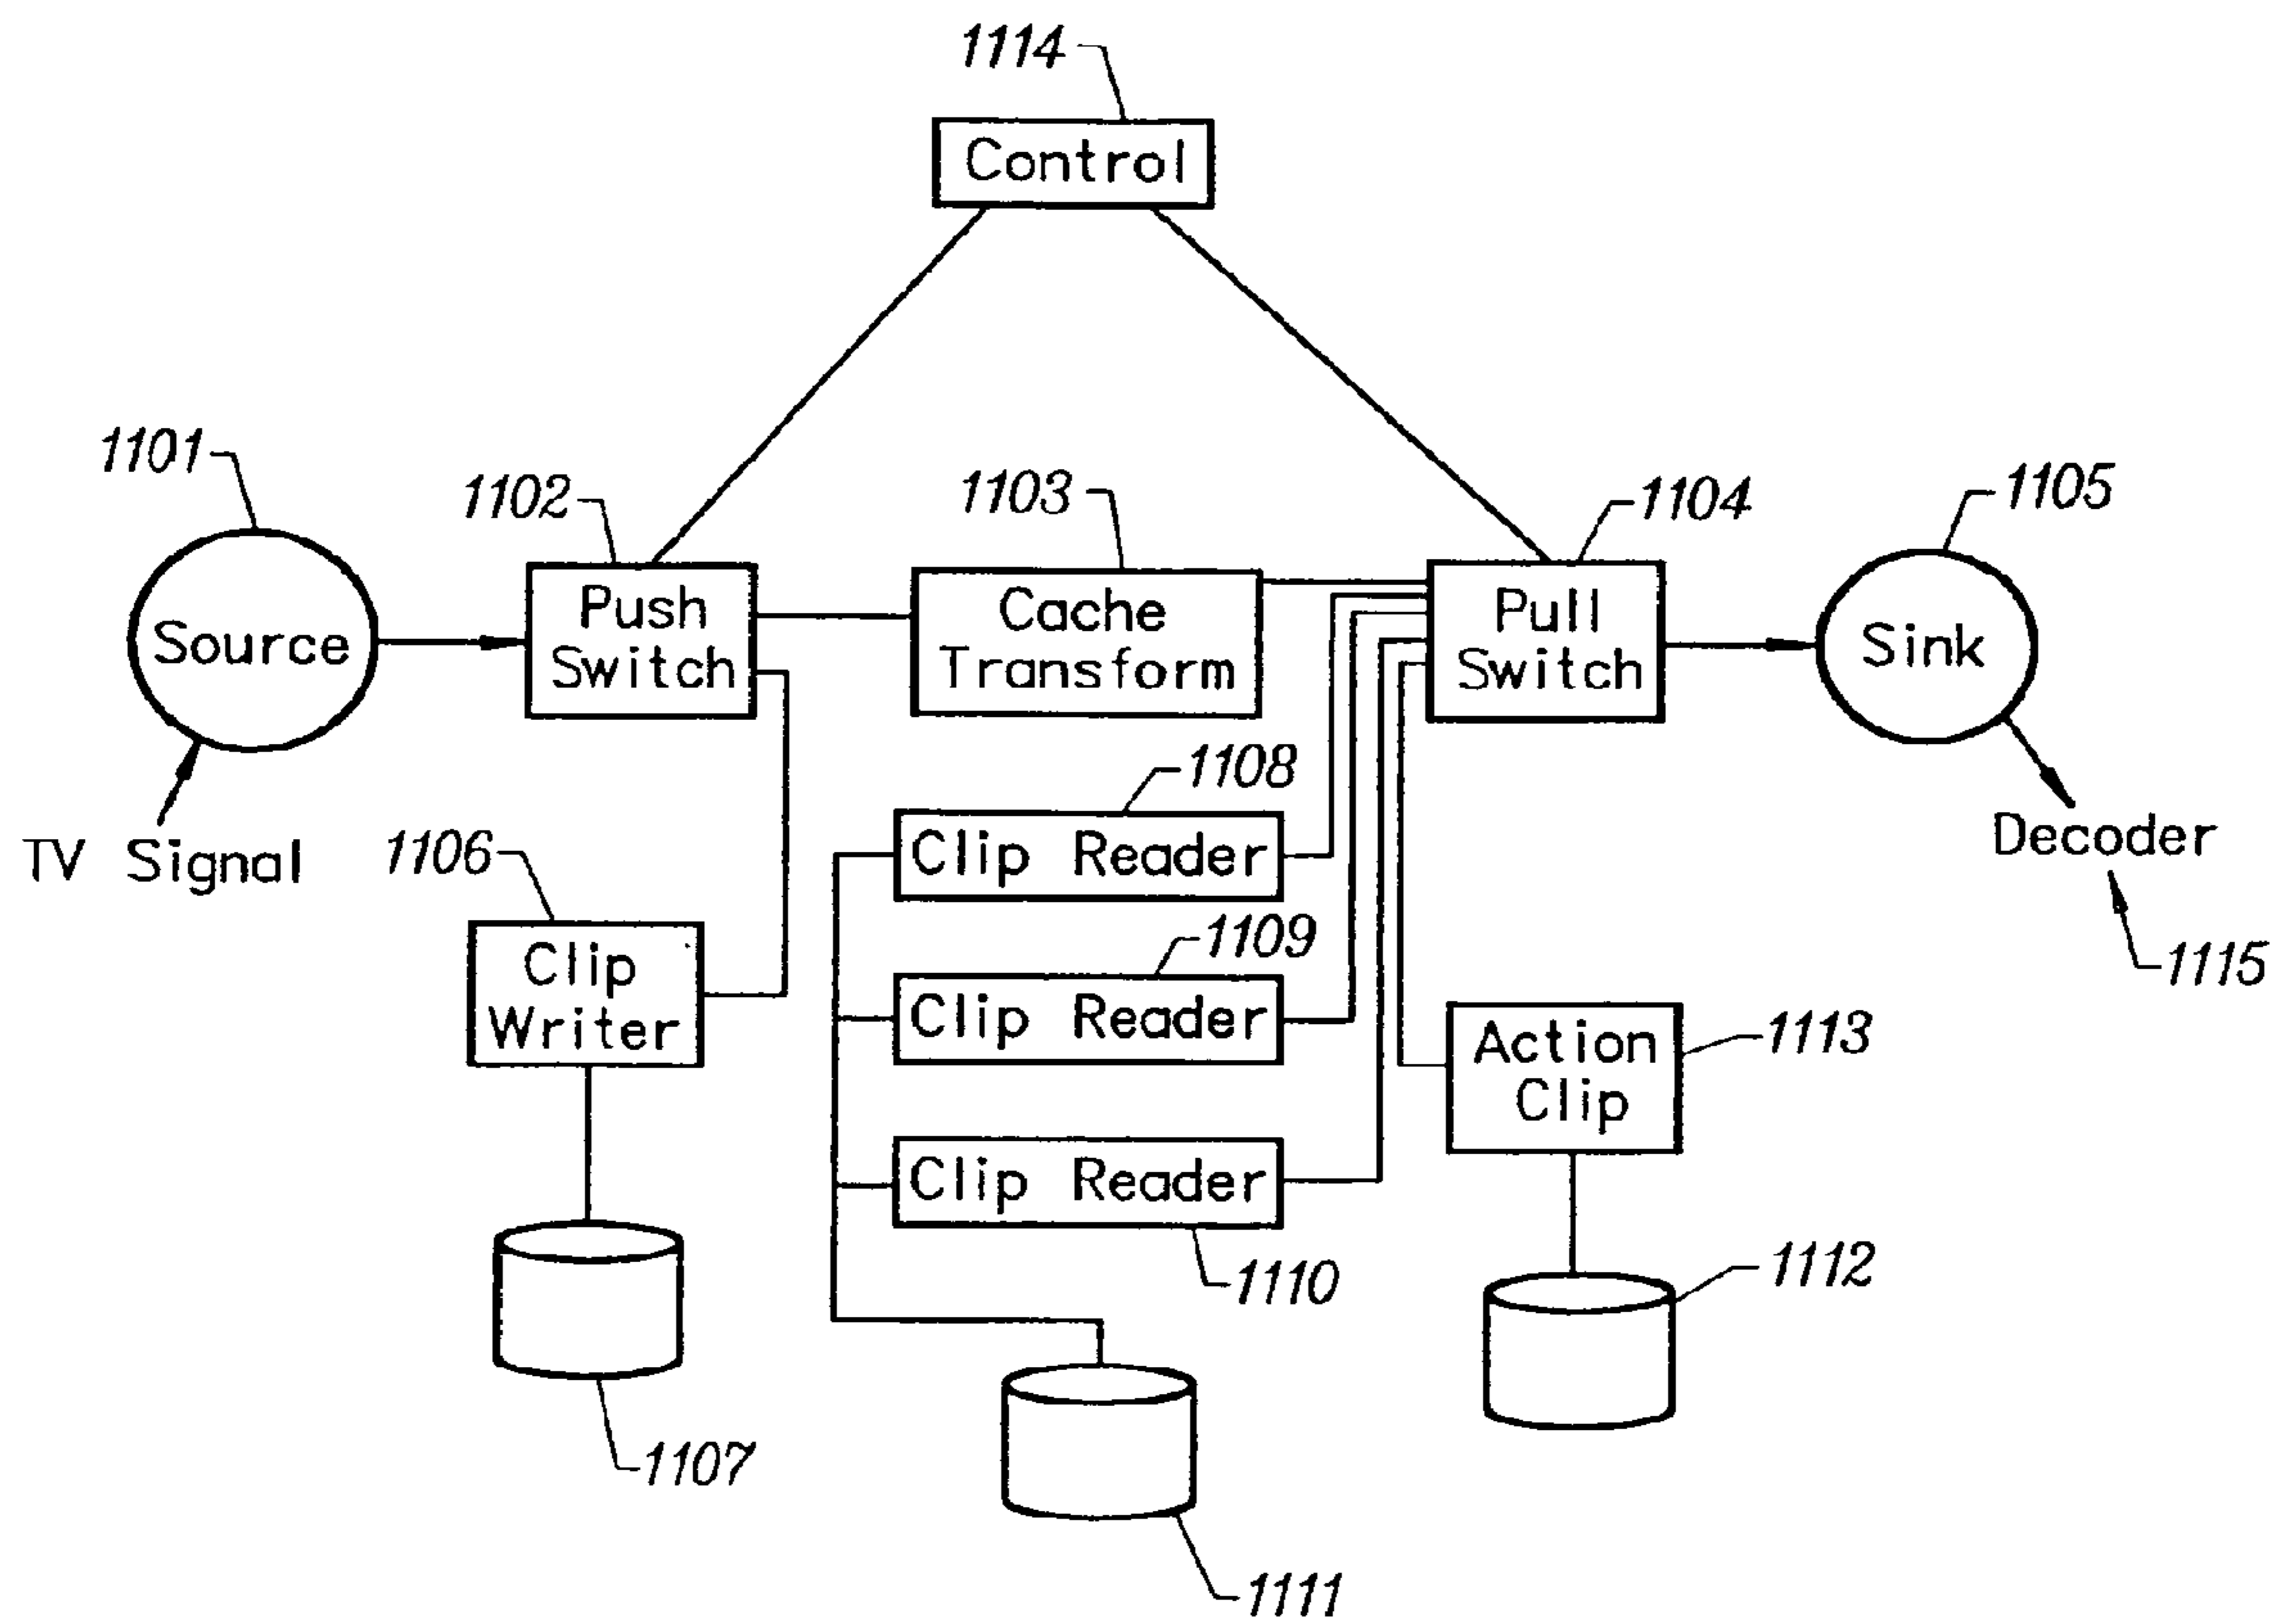 1114
Control
1101
1102
1103
1104
1105
Source
Push
Switch
Cache
Transform
Pull
Switch
Sink
TV Signal
Decoder
1115
1106
Clip
Writer
1107
1108
Clip Reader
1109
Clip Reader
Clip Reader
1110
1111
Action
Clip
1113
1112